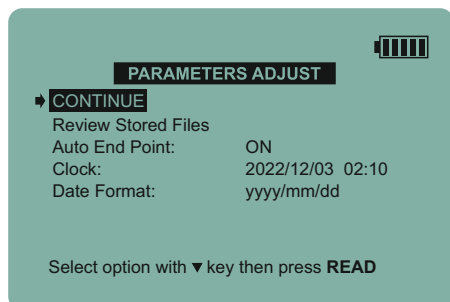 PARAMETERS ADJUST
CONTINUE
Review Stored Files
Auto End Point: ON
Clock: 2022/12/03 02:10
Date Format: yyyy/mm/dd
Select option with ▼ key then press READ